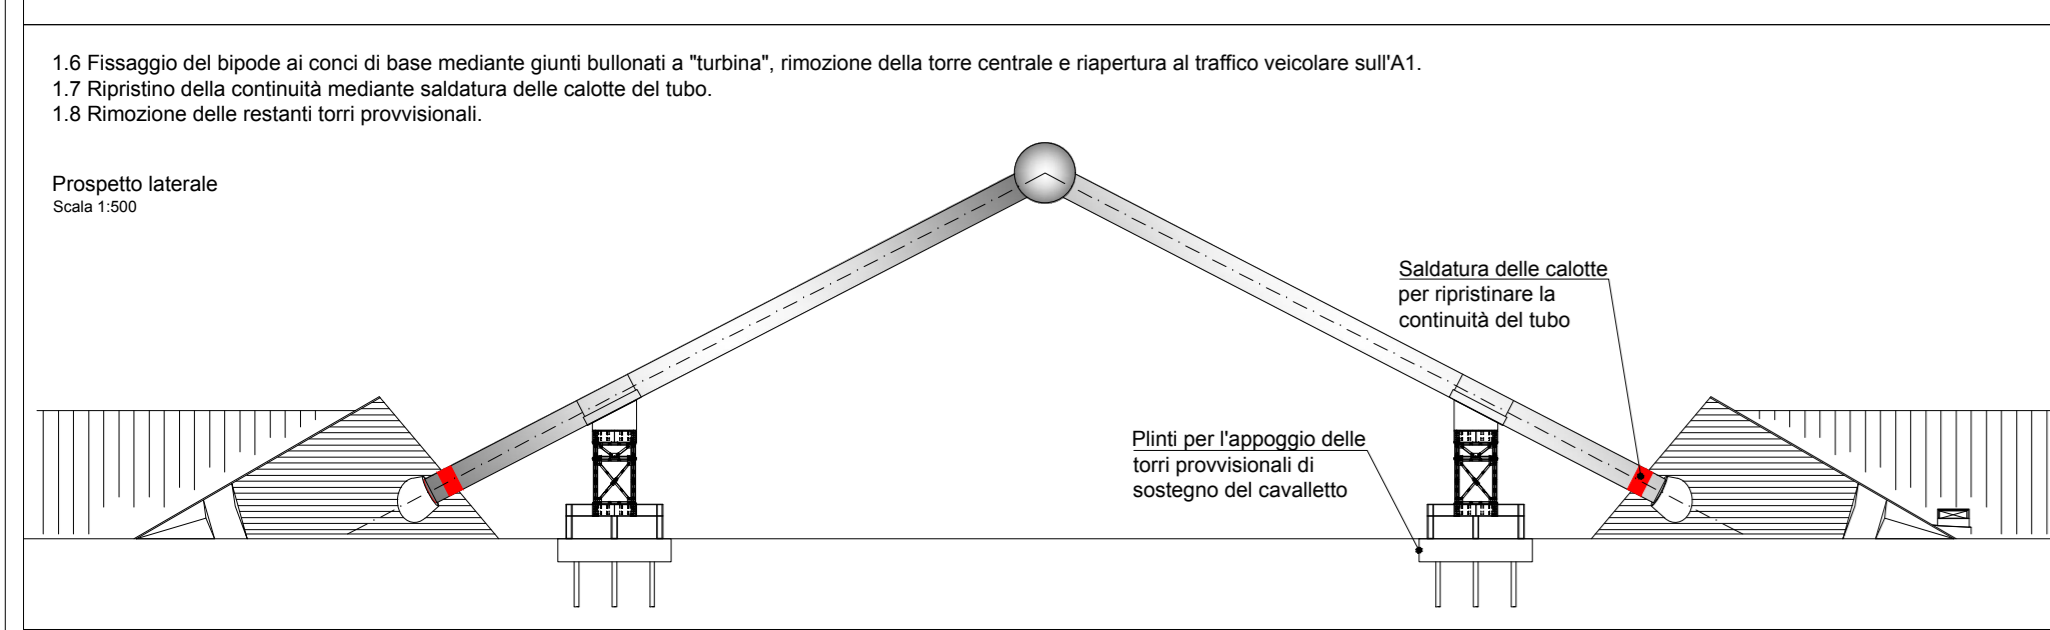 1.6 Fissaggio del bipode ai conci di base mediante giunti bullonati a "turbina", rimozione della torre centrale e riapertura al traffico veicolare sull'A1.
1.7 Ripristino della continuità mediante saldatura delle calotte del tubo.
1.8 Rimozione delle restanti torri provvisionali.
Prospetto laterale
Scala 1:500
Saldatura delle calotte
per ripristinare la
continuità del tubo
Plinti per l'appoggio delle
torri provvisionali di
sostegno del cavalletto